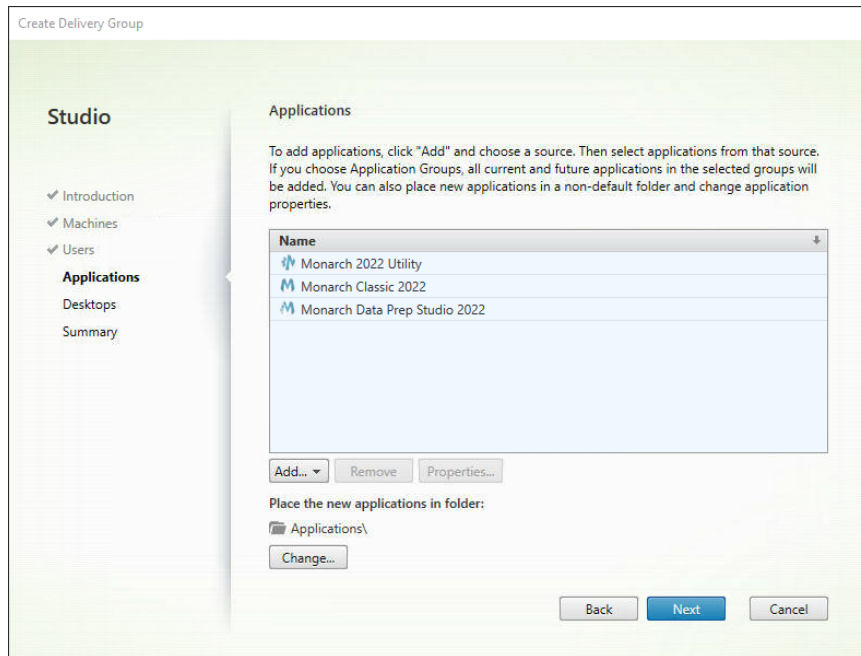 Create Delivery Group
Studio
Introduction
Machines
Users
Applications
Desktops
Summary
Applications
To add applications, click "Add" and choose a source. Then select applications from that source.
If you choose Application Groups, all current and future applications in the selected groups will
be added. You can also place new applications in a non-default folder and change application
properties.
Name
Monarch 2022 Utility
Monarch Classic 2022
Monarch Data Prep Studio 2022
Add...
Remove
Properties...
Place the new applications in folder:
Applications\
Change...
Back
Next
Cancel